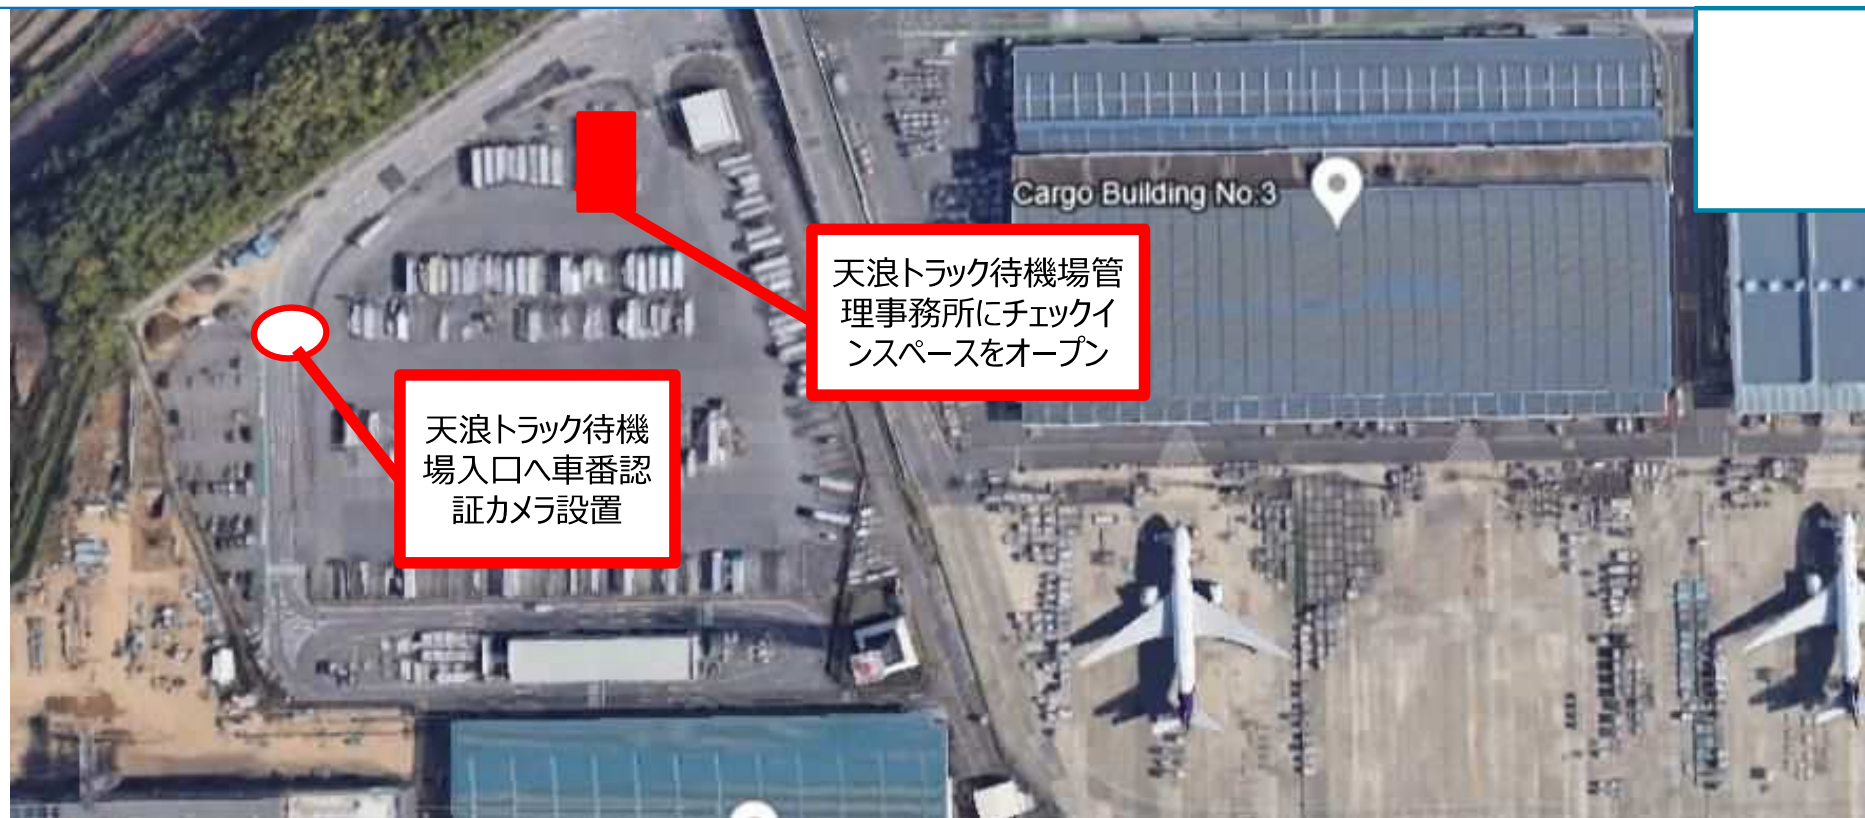 Cargo Building No.3
天浪トラック待機場管
理事務所にチェックイ
ンスペースをオープン
天浪トラック待機
場入口へ車番認
証カメラ設置